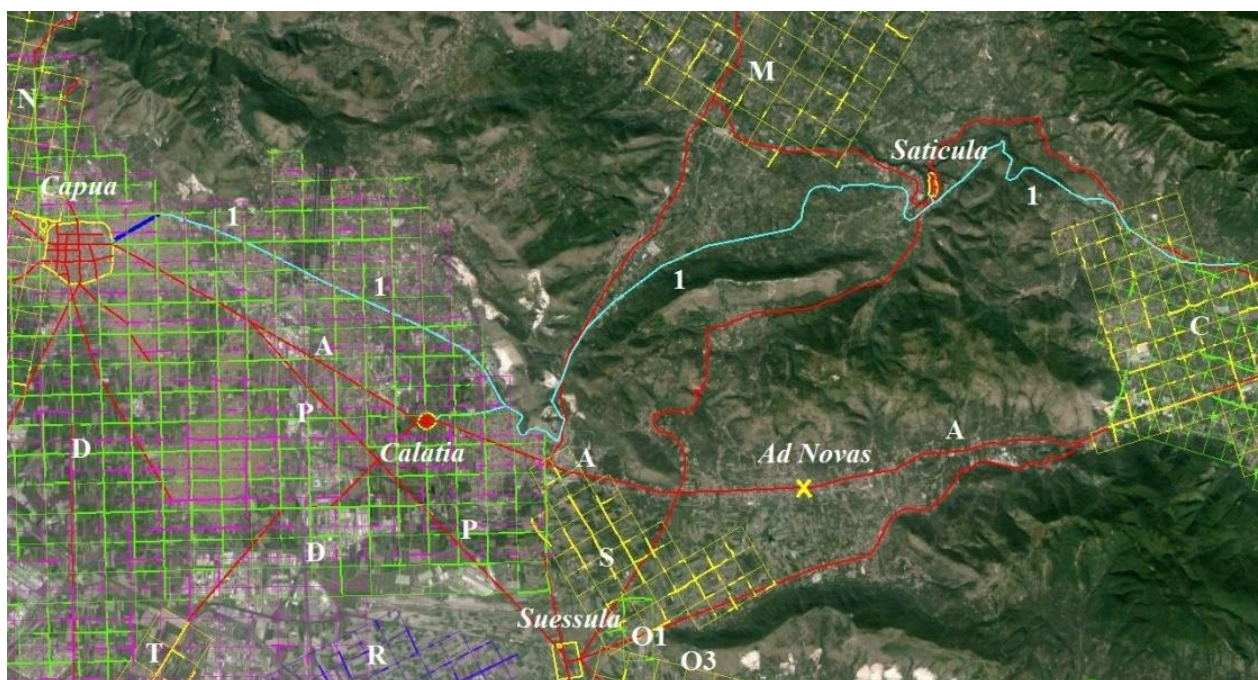 M
N
Saticula
Capua
1
1
1
1
C
A
P
A
D
Calatia
A
Ad Novas
P
D
S
Suessula
O1
T
R
O3